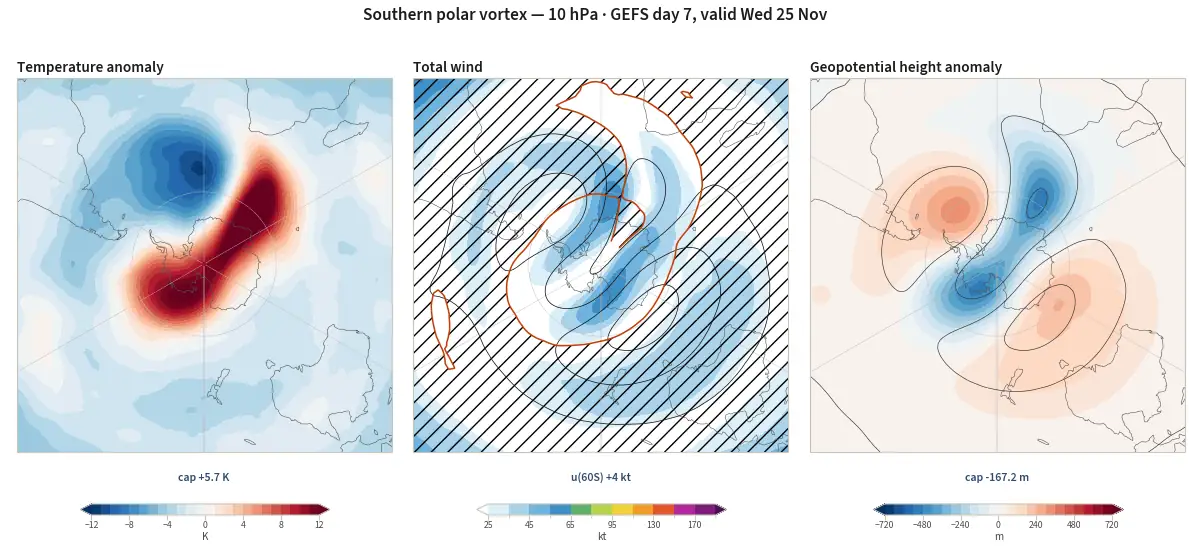 Southern polar vortex — 10 hPa · GEFS day 7, valid Wed 25 Nov
Temperature anomaly
Total wind
Geopotential height anomaly
cap +5.7 K
u(60S) +4 kt
cap -167.2 m
−12 −8 −4 0 4 8 12
K
25 45 65 95 130 170
kt
−720 −480 −240 0 240 480 720
m